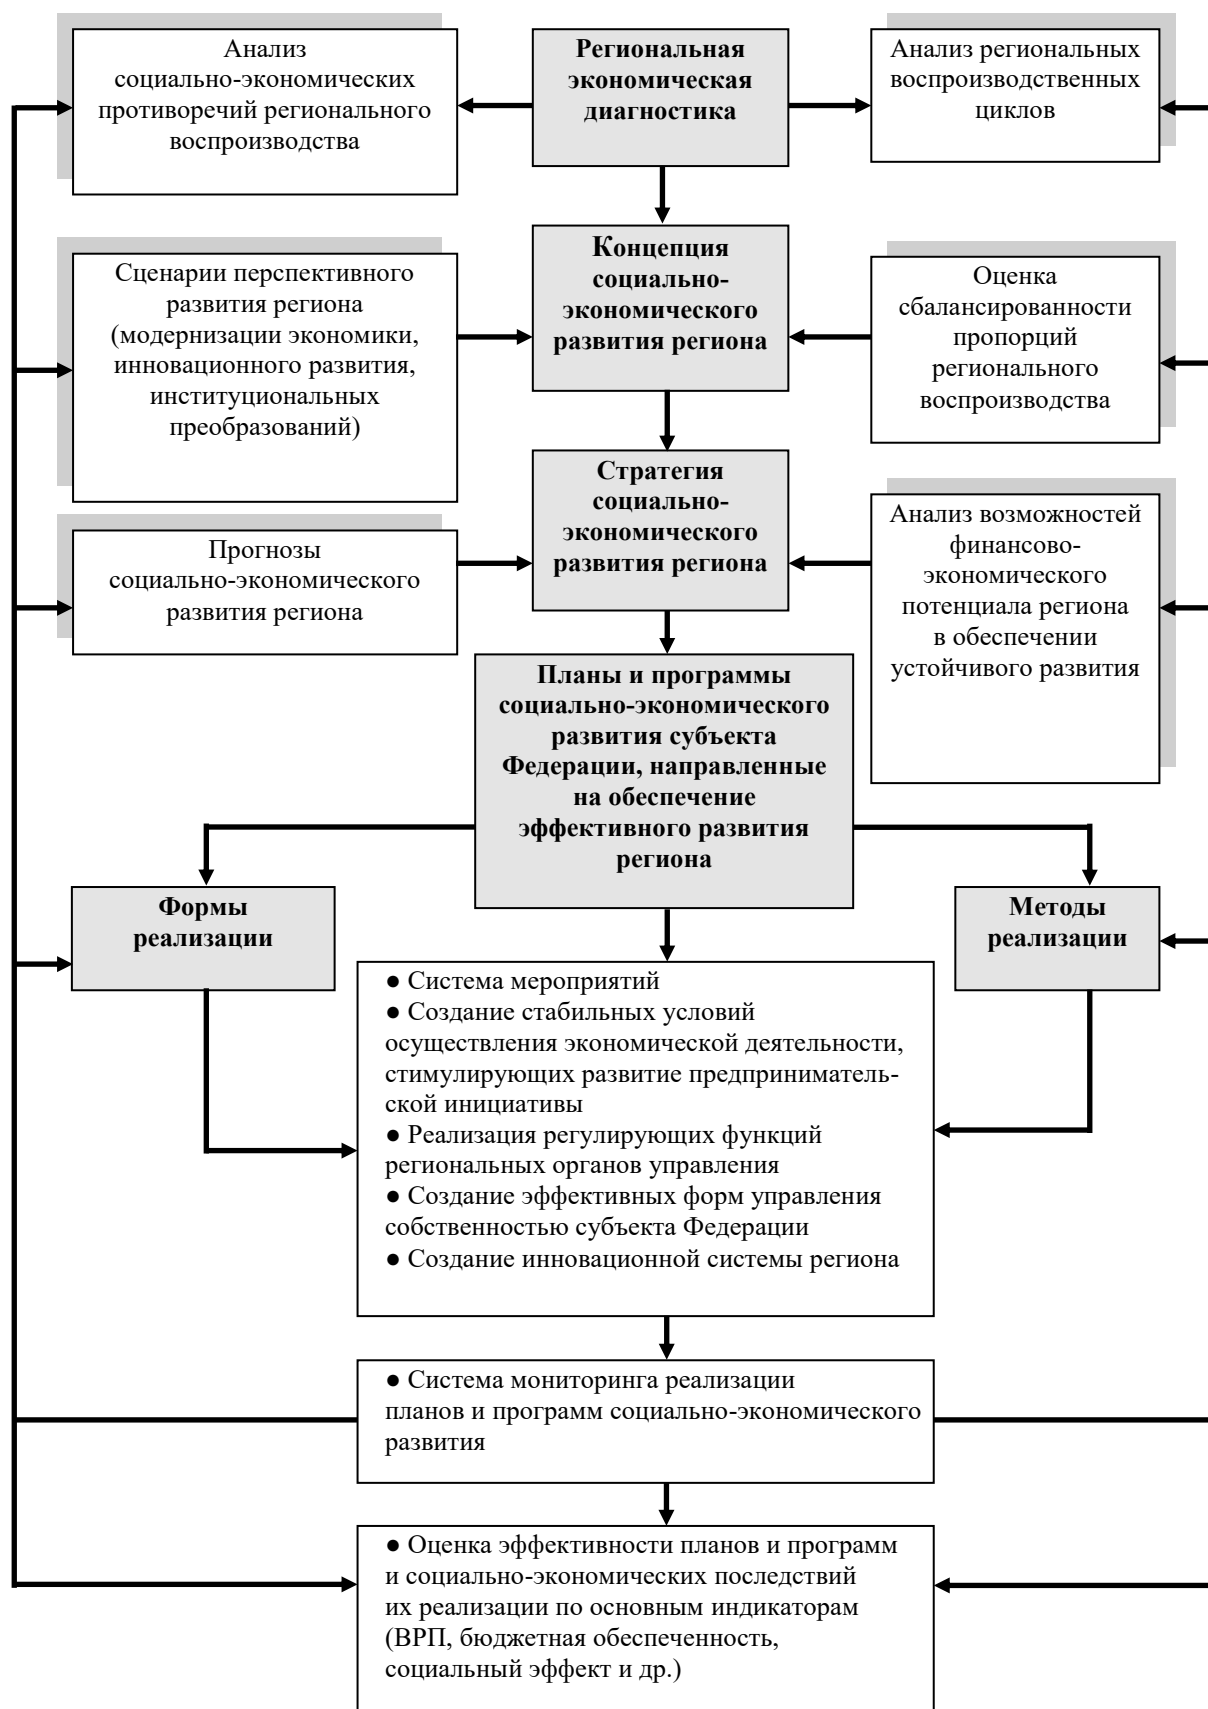 Анализ
социально-экономических
противоречий регионального
воспроизводства
Региональная
экономическая
диагностика
Анализ региональных
воспроизводственных
циклов
Сценарии перспективного
развития региона
(модернизации экономики,
инновационного развития,
институциональных
преобразований)
Концепция
социально-
экономического
развития региона
Оценка
сбалансированности
пропорций
регионального
воспроизводства
Прогнозы
социально-экономического
развития региона
Стратегия
социально-
экономического
развития региона
Анализ возможностей
финансово-
экономического
потенциала региона
в обеспечении
устойчивого развития
Планы и программы
социально-экономического
развития субъекта
Федерации, направленные
на обеспечение
эффективного развития
региона
Формы
реализации
Методы
реализации
● Система мероприятий
● Создание стабильных условий
осуществления экономической деятельности,
стимулирующих развитие предприниматель-
ской инициативы
● Реализация регулирующих функций
региональных органов управления
● Создание эффективных форм управления
собственностью субъекта Федерации
● Создание инновационной системы региона
● Система мониторинга реализации
планов и программ социально-экономического
развития
● Оценка эффективности планов и программ
и социально-экономических последствий
их реализации по основным индикаторам
(ВРП, бюджетная обеспеченность,
социальный эффект и др.)